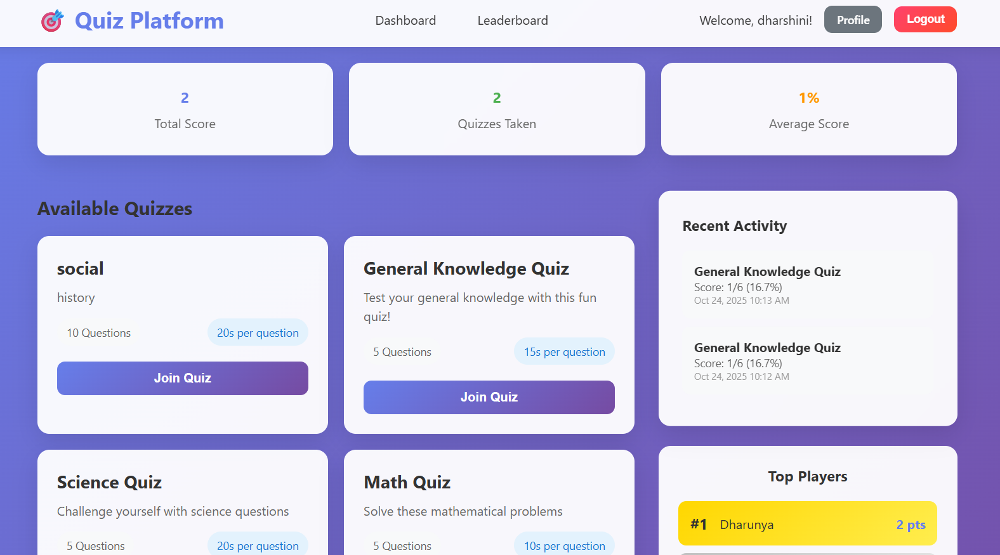 Quiz Platform
Dashboard
Leaderboard
Welcome, dharshini!
Profile
Logout
2
Total Score
2
Quizzes Taken
1%
Average Score
Available Quizzes
social
history
10 Questions
20s per question
Join Quiz
General Knowledge Quiz
Test your general knowledge with this fun
quiz!
5 Questions
15s per question
Join Quiz
Science Quiz
Challenge yourself with science questions
5 Questions
20s per question
Math Quiz
Solve these mathematical problems
5 Questions
10s per question
Recent Activity
General Knowledge Quiz
Score: 1/6 (16.7%)
Oct 24, 2025 10:13 AM
General Knowledge Quiz
Score: 1/6 (16.7%)
Oct 24, 2025 10:12 AM
Top Players
#1 Dharunya 2 pts